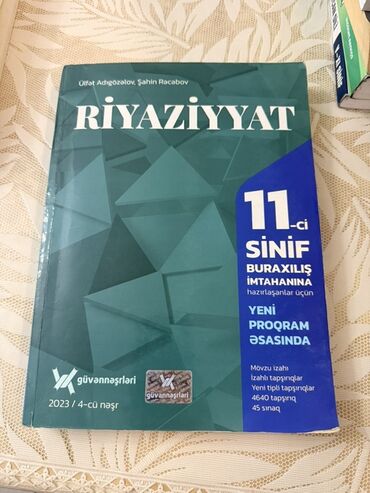 Ülfət Adıgözəlov, Şahin Rəcəbov
RİYAZİYYAT
11-ci
SİNİF
BURAXILIŞ
İMTAHANINA
hazırlaşanlar üçün
YENİ
PROQRAM
ƏSASINDA
Mövzu izahı
İzahlı tapşırıqlar
Yeni tipli tapşırıqlar
4640 tapşırıq
45 sınaq
güvənnəşrləri
güvənnəşrləri
2023 / 4-cü nəşr